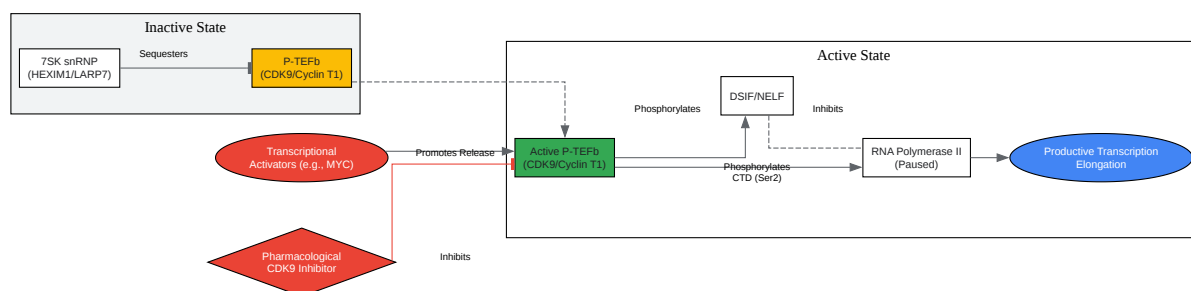 Inactive State
7SK snRNP
(HEXIM1/LARP7)
Sequesters
P-TEFb
(CDK9/Cyclin T1)
Active State
DSIF/NELF
Phosphorylates
Inhibits
Transcriptional
Activators (e.g., MYC)
Promotes Release
Active P-TEFb
(CDK9/Cyclin T1)
Phosphorylates
CTD (Ser2)
RNA Polymerase II
(Paused)
Productive Transcription
Elongation
Pharmacological
CDK9 Inhibitor
Inhibits